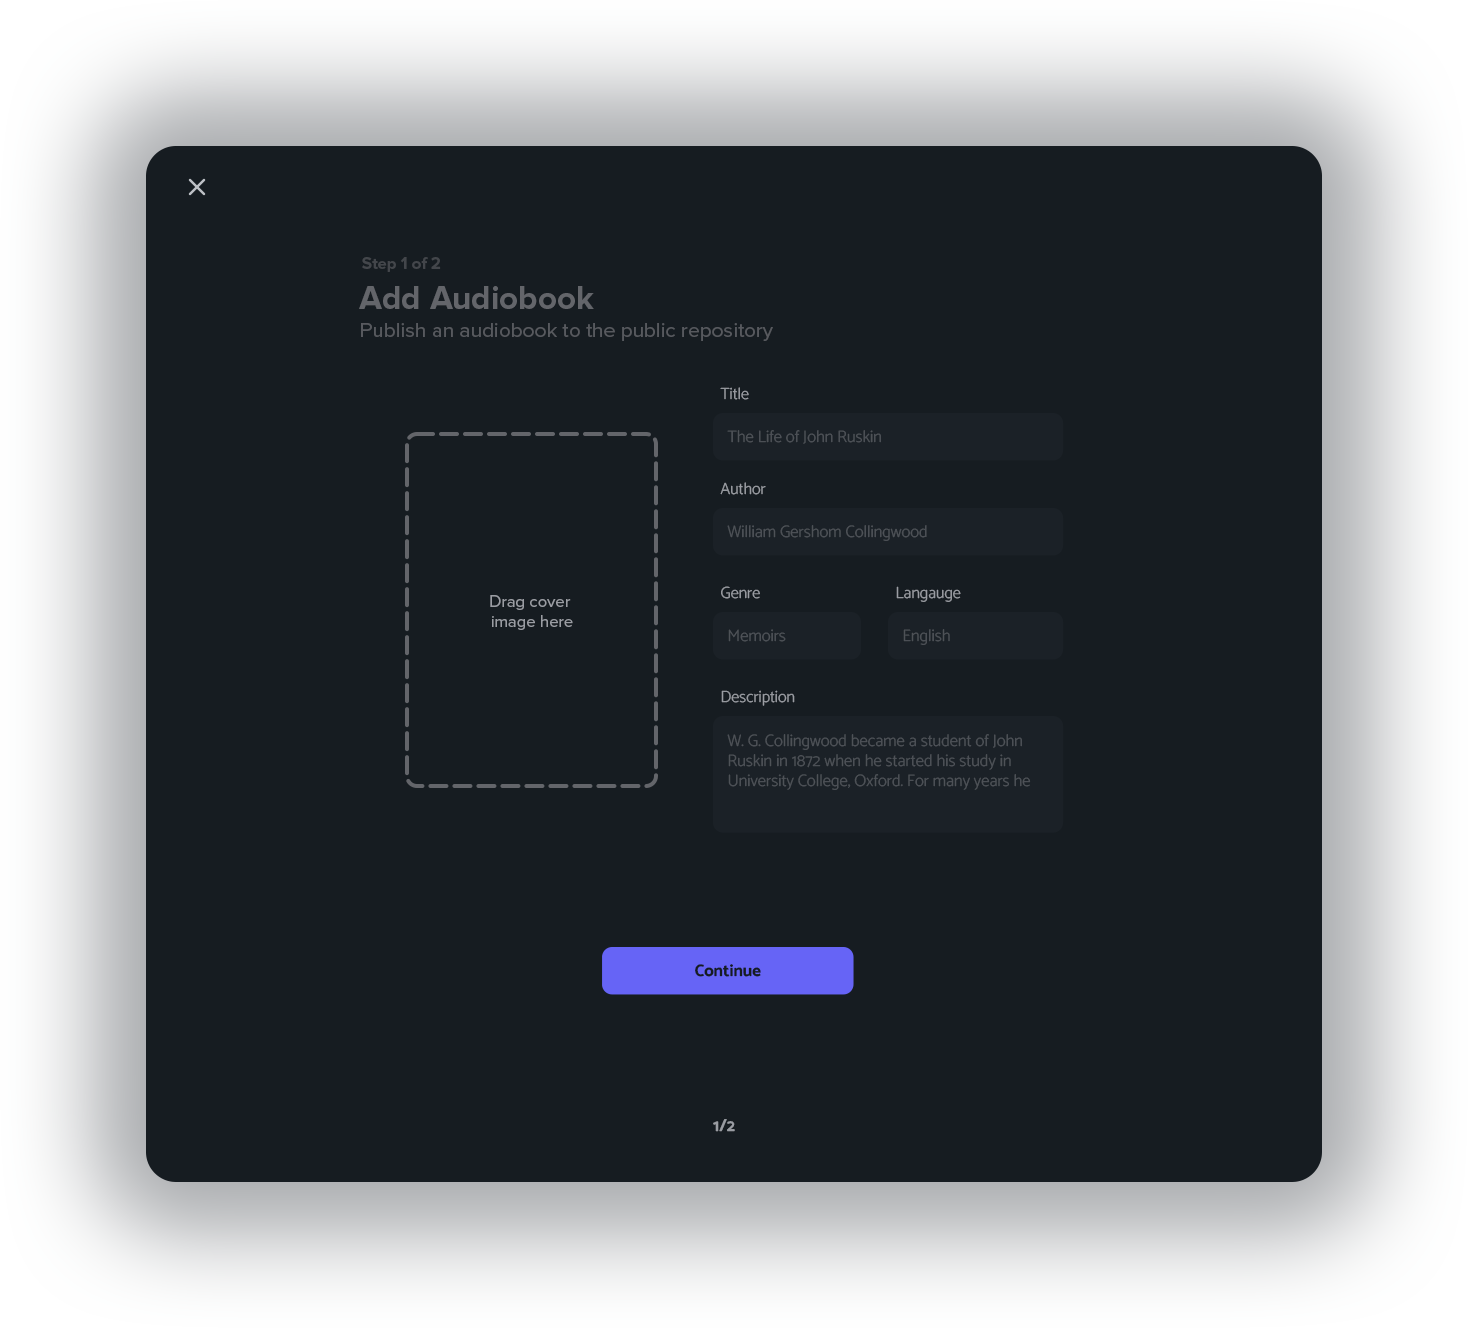 Step 1 of 2
Add Audiobook
Publish an audiobook to the public repository
Drag cover
image here
Title
The Life of John Ruskin
Author
William Gershom Collingwood
Genre
Langauge
Memoirs
English
Description
W. G. Collingwood became a student of John
Ruskin in 1872 when he started his study in
University College, Oxford. For many years he
Continue
1/2